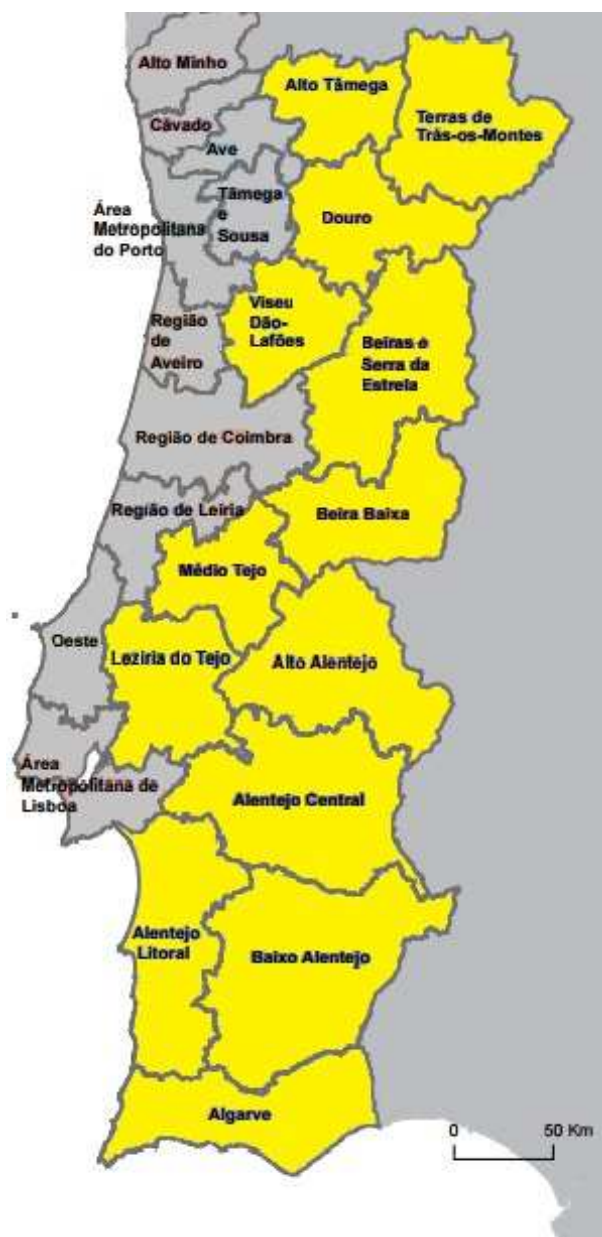 Alto Minho
Alto Tâmega
Terras de
Trás-os-Montes
Cávado
Ave
Tâmega
e
Sousa
Área
Metropolitana
do Porto
Douro
Viseu
Dão-
Lafões
Região
de
Aveiro
Beiras e
Serra da
Estrela
Região de Coimbra
Região de Leiria
Beira Baixa
Médio Tejo
Oeste
Lezíria do Tejo
Alto Alentejo
Área
Metropolitana de
Lisboa
Alentejo Central
Alentejo
Litoral
Baixo Alentejo
Algarve
0 50 Km